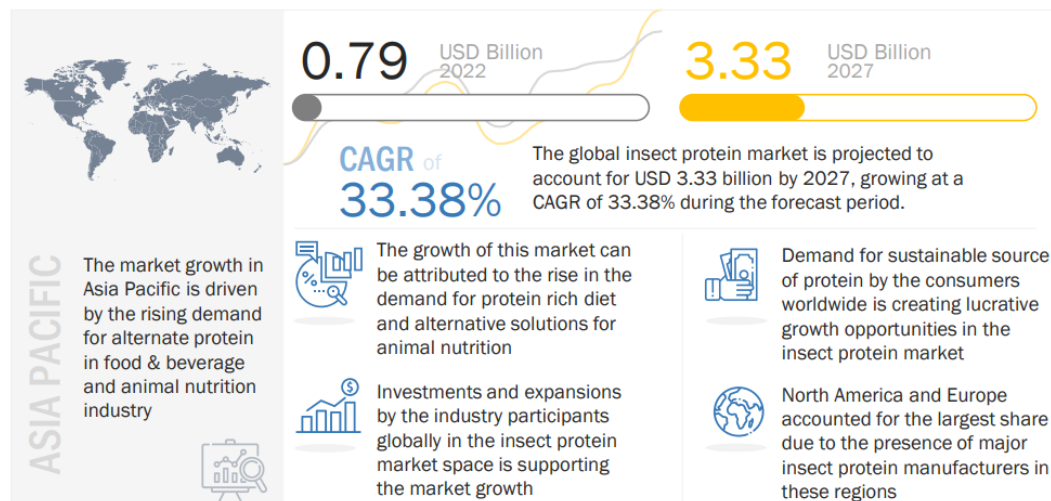 0.79
USD Billion
2022
3.33
USD Billion
2027
CAGR of
33.38%
The global insect protein market is projected to
account for USD 3.33 billion by 2027, growing at a
CAGR of 33.38% during the forecast period.
ASIA PACIFIC
The market growth in
Asia Pacific is driven
by the rising demand
for alternate protein
in food & beverage
and animal nutrition
industry
The growth of this market can
be attributed to the rise in the
demand for protein rich diet
and alternative solutions for
animal nutrition
Demand for sustainable source
of protein by the consumers
worldwide is creating lucrative
growth opportunities in the
insect protein market
Investments and expansions
by the industry participants
globally in the insect protein
market space is supporting
the market growth
North America and Europe
accounted for the largest share
due to the presence of major
insect protein manufacturers in
these regions